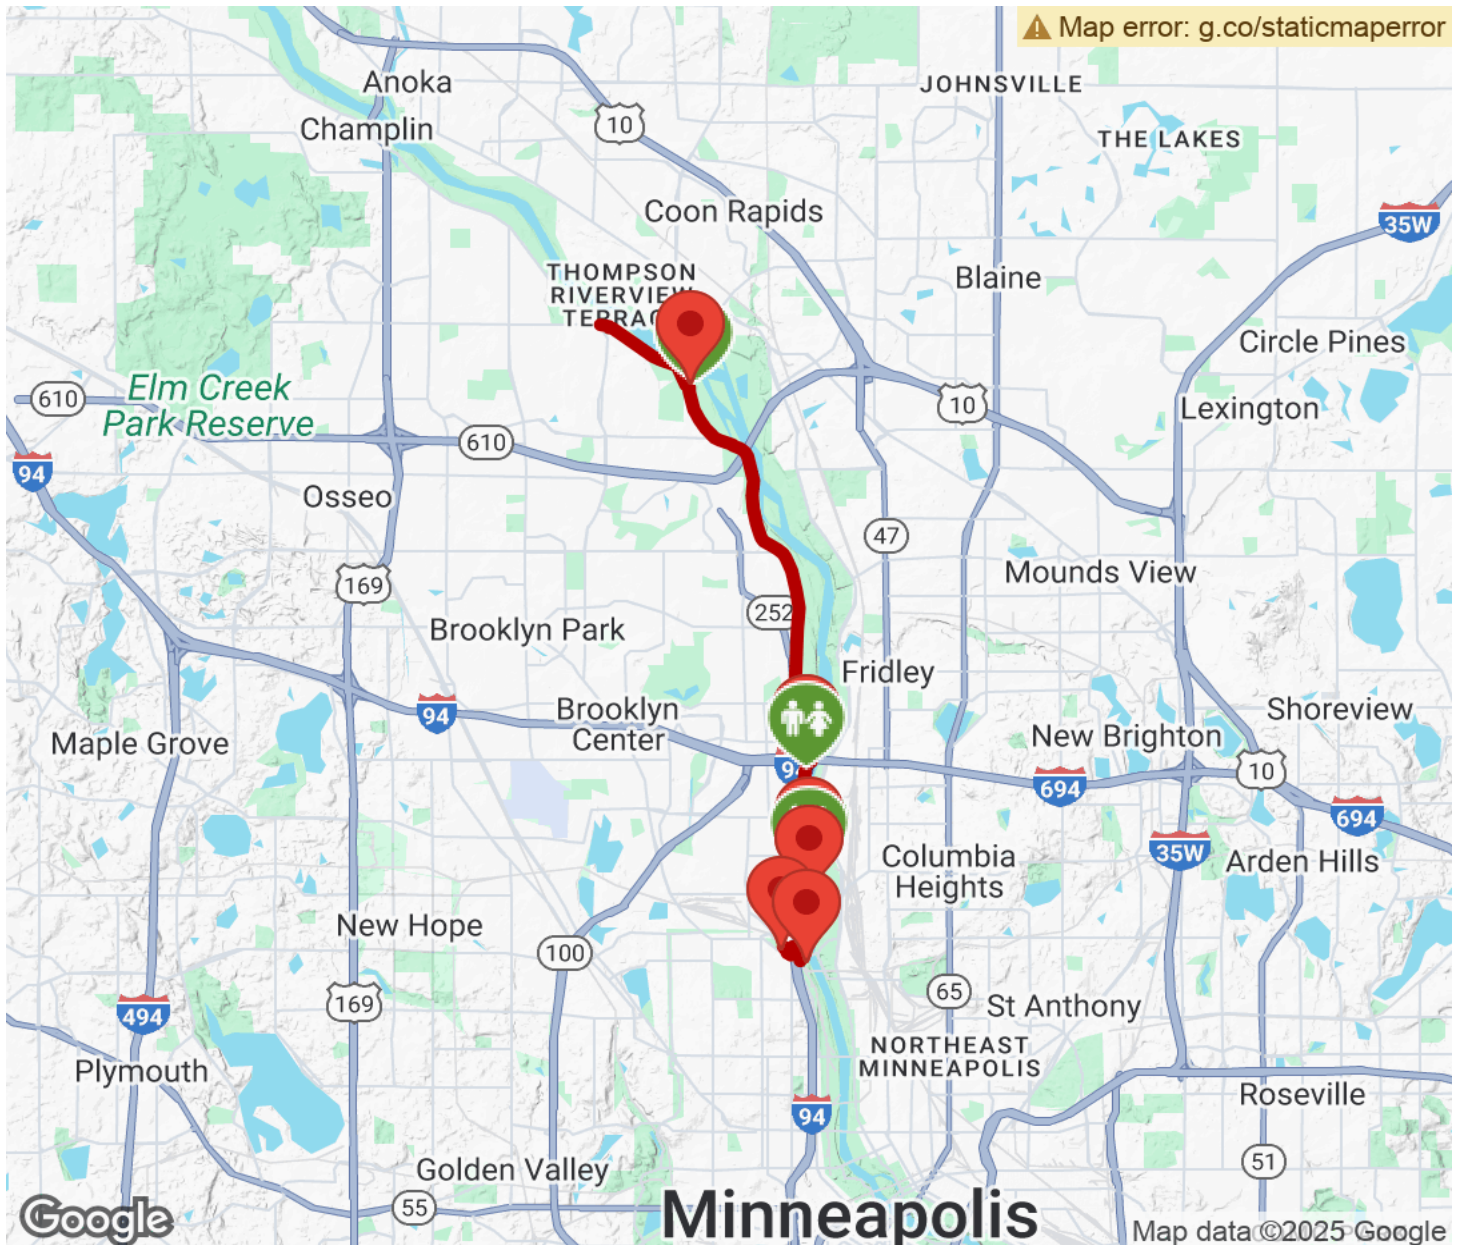 Map error: g.co/staticmaperror
Anoka
JOHNSVILLE
Champlin
10
THE LAKES
Coon Rapids
35W
THOMPSON
RIVERVIEW
Blaine
Circle Pines
Elm Creek
Park Reserve
610
10
Lexington
610
94
Osseo
47
169
Mounds View
252
Brooklyn Park
Fridley
Brooklyn
Center
94
Shoreview
Maple Grove
New Brighton
10
694
694
35W
Columbia
Heights
Arden Hills
New Hope
100
169
65
St Anthony
494
NORTHEAST
MINNEAPOLIS
Plymouth
Roseville
94
51
Golden Valley
55
Google
Minneapolis
Map data ©2025 Google